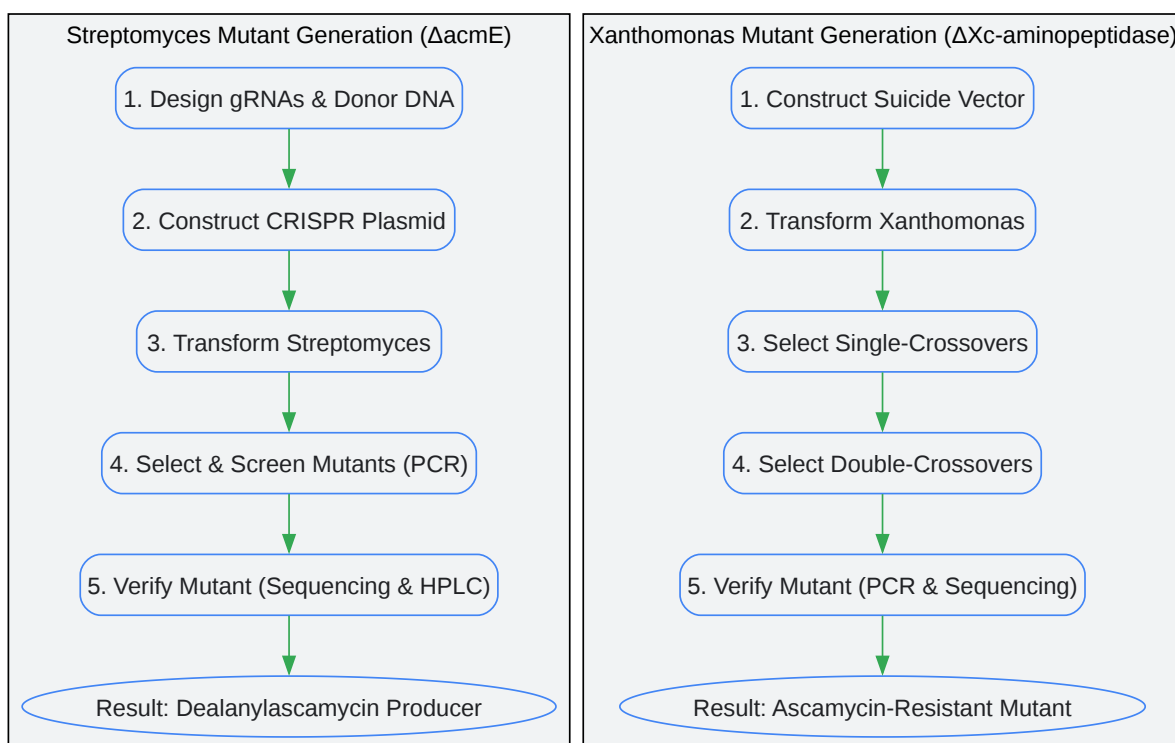 Streptomyces Mutant Generation (ΔacmE)
1. Design gRNAs & Donor DNA
2. Construct CRISPR Plasmid
3. Transform Streptomyces
4. Select & Screen Mutants (PCR)
5. Verify Mutant (Sequencing & HPLC)
Result: Dealanylascamycin Producer
Xanthomonas Mutant Generation (ΔXc-aminopeptidase)
1. Construct Suicide Vector
2. Transform Xanthomonas
3. Select Single-Crossovers
4. Select Double-Crossovers
5. Verify Mutant (PCR & Sequencing)
Result: Ascamycin-Resistant Mutant